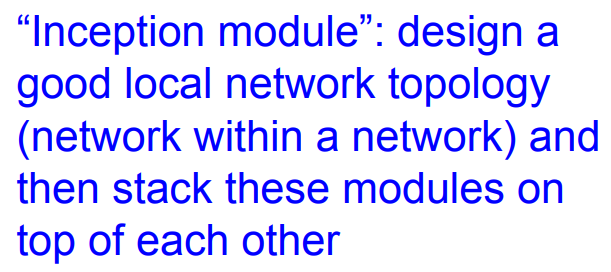 “Inception module”: design a
good local network topology
(network within a network) and
then stack these modules on
top of each other